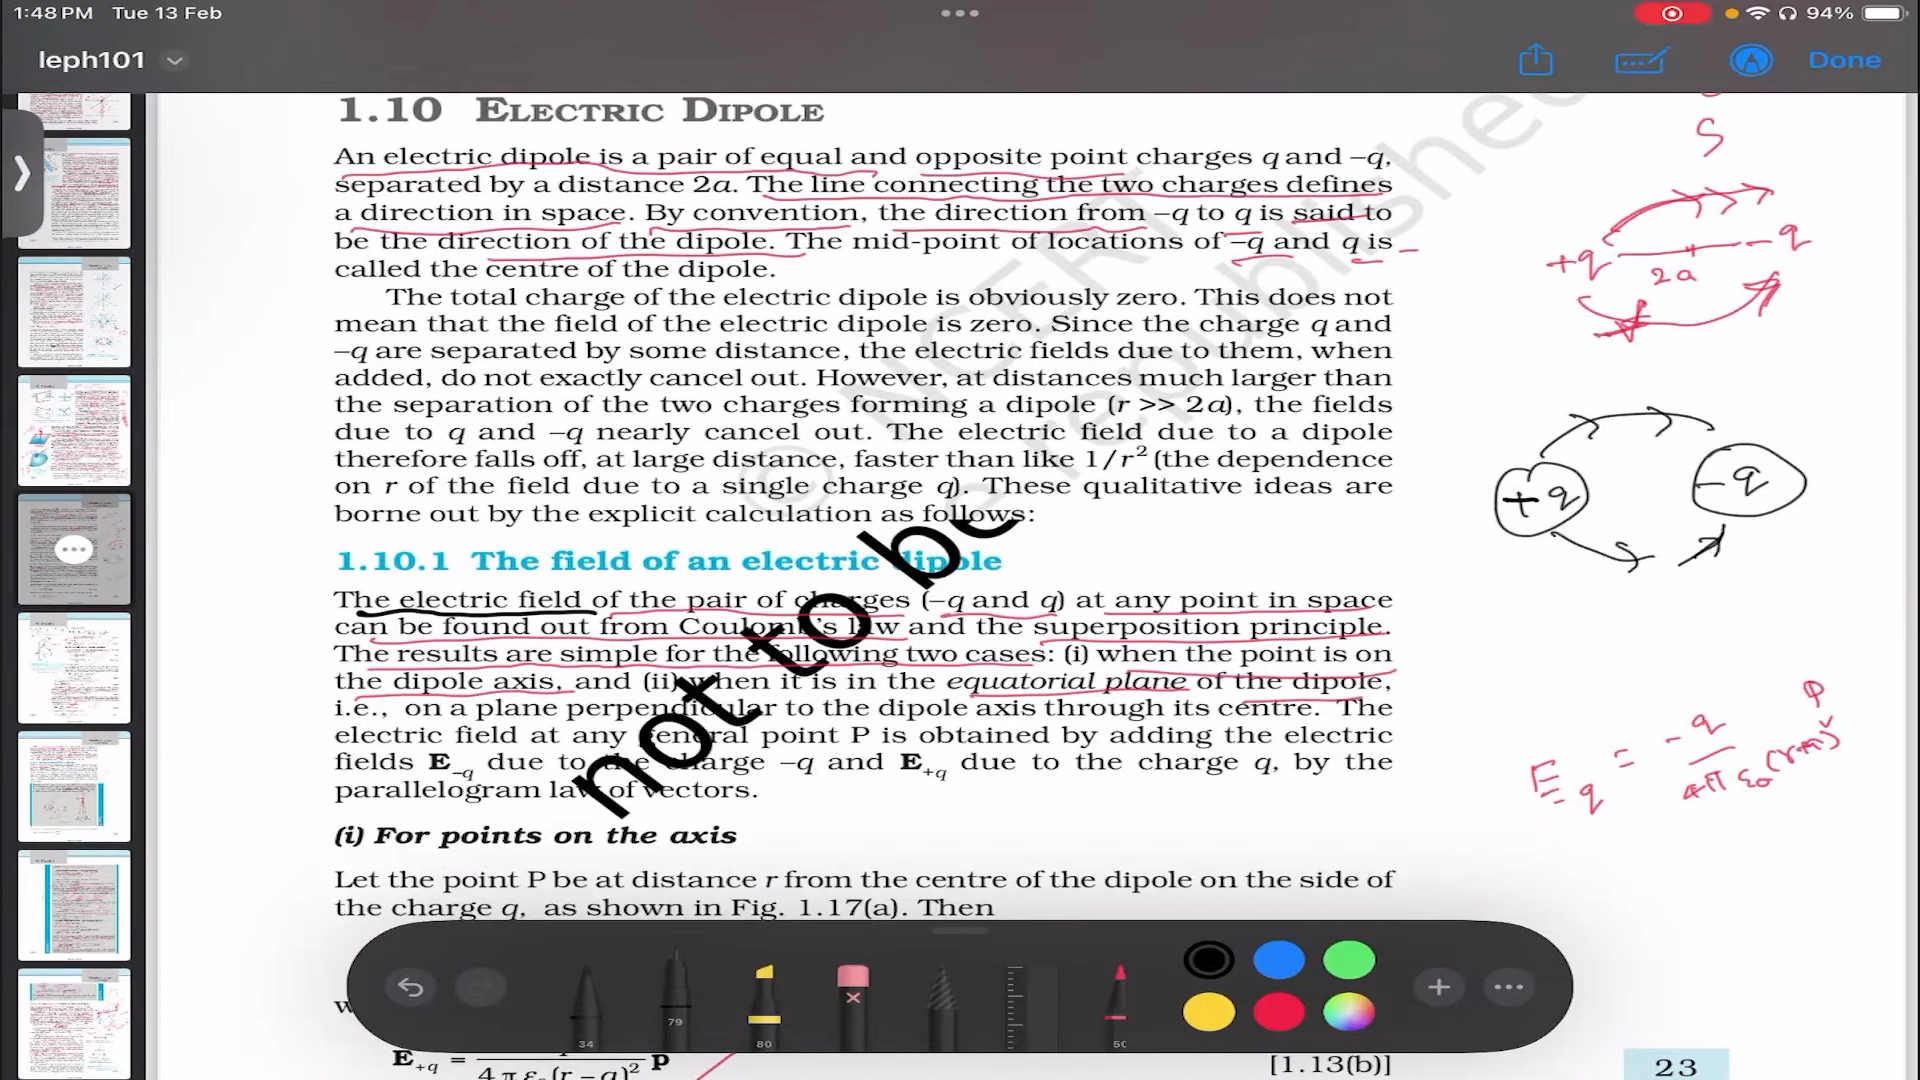 1:48 PM Tue 13 Feb
94%
leph101
Done
1.10 ELECTRIC DIPOLE
An electric dipole is a pair of equal and opposite point charges q and –q,
separated by a distance 2a. The line connecting the two charges defines
a direction in space. By convention, the direction from –q to q is said to
be the direction of the dipole. The mid-point of locations of –q and q is
called the centre of the dipole.
The total charge of the electric dipole is obviously zero. This does not
mean that the field of the electric dipole is zero. Since the charge q and
–q are separated by some distance, the electric fields due to them, when
added, do not exactly cancel out. However, at distances much larger than
the separation of the two charges forming a dipole (r >> 2a), the fields
due to q and –q nearly cancel out. The electric field due to a dipole
therefore falls off, at large distance, faster than like 1/r² (the dependence
on r of the field due to a single charge q). These qualitative ideas are
borne out by the explicit calculation as follows:
1.10.1 The field of an electric dipole
The electric field of the pair of charges (–q and q) at any point in space
can be found out from Coulomb's law and the superposition principle.
The results are simple for the following two cases: (i) when the point is on
the dipole axis, and (ii) when it is in the equatorial plane of the dipole,
i.e., on a plane perpendicular to the dipole axis through its centre. The
electric field at any general point P is obtained by adding the electric
fields E–q due to the charge –q and E+q due to the charge q, by the
parallelogram law of vectors.
(i) For points on the axis
Let the point P be at distance r from the centre of the dipole on the side of
the charge q, as shown in Fig. 1.17(a). Then
w
E+q = 4 π ε (r – a)² p
[1.13(b)]
23
© NCERT
not to be republished
S
+q – q
2a
+ q
– q
P
E q = - q
4π ε0 (r+a)²
34
79
80
50